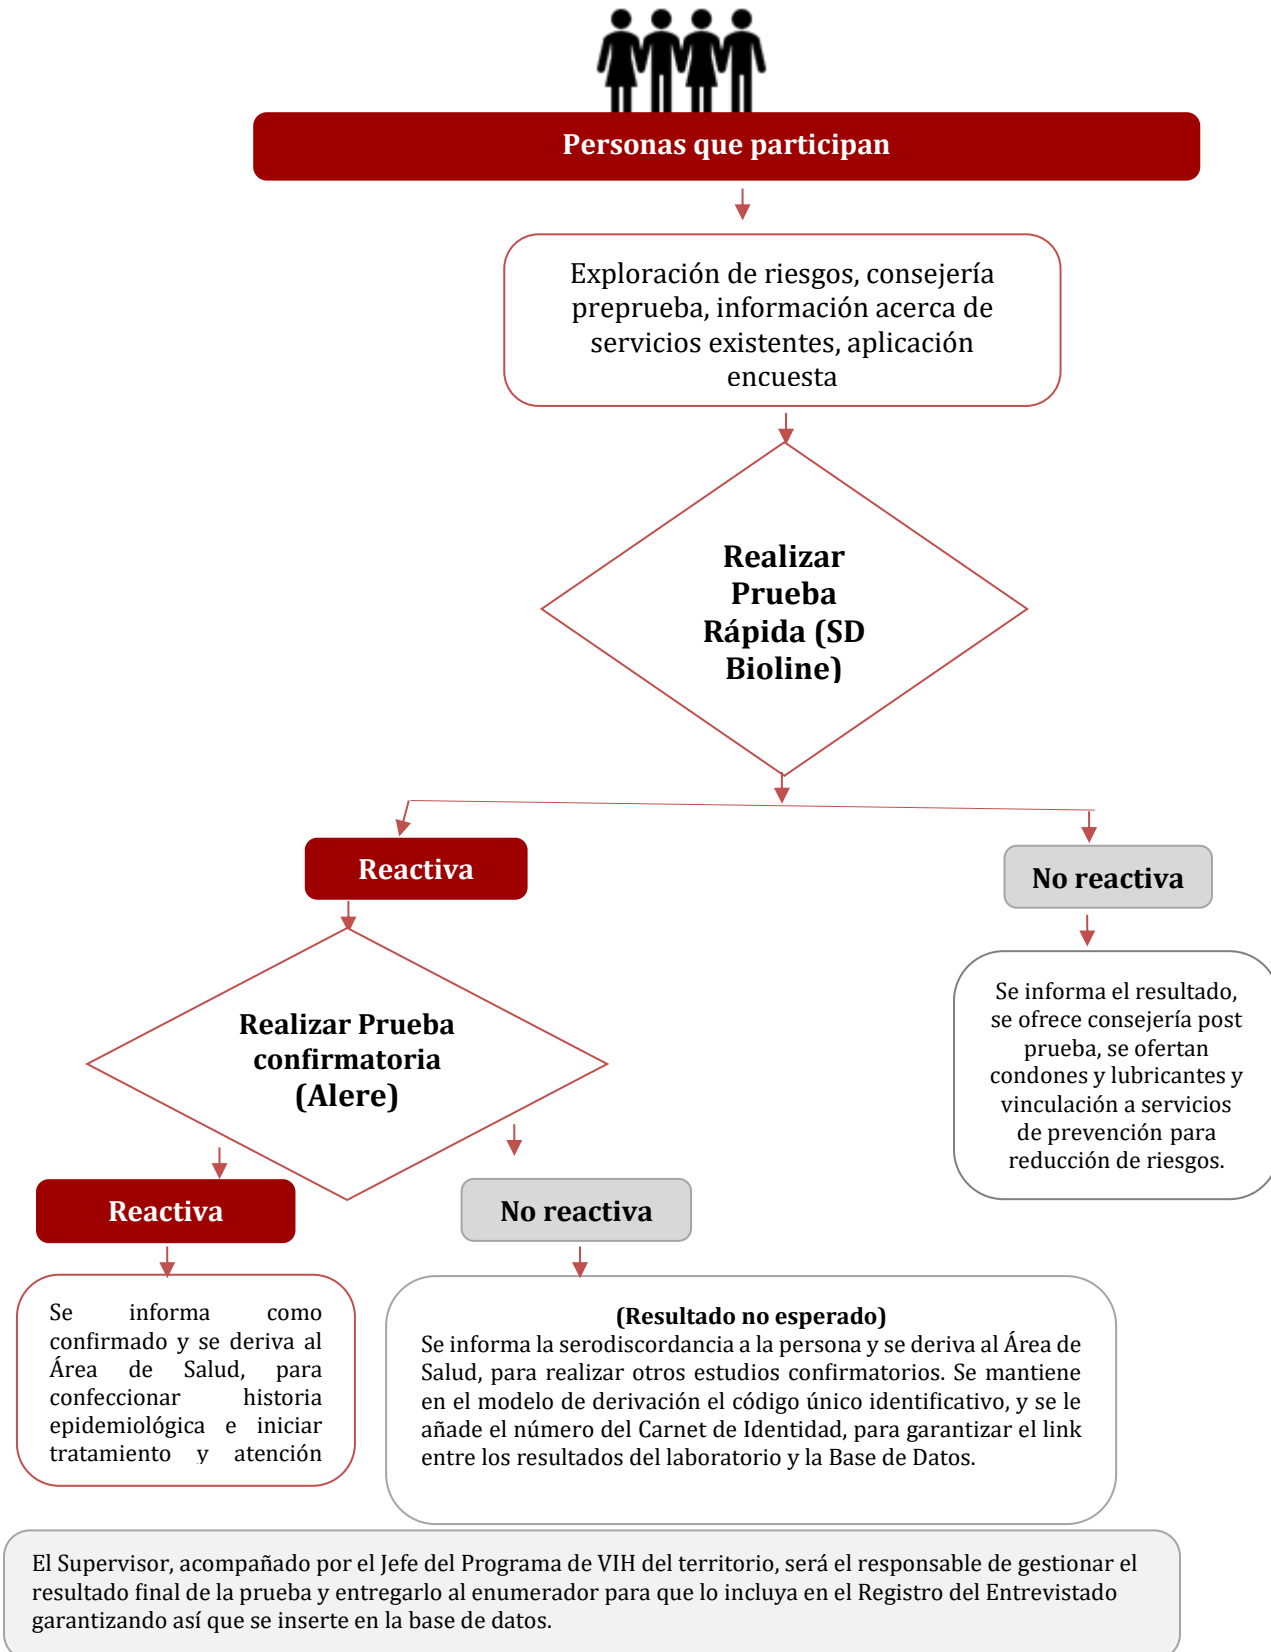 Personas que participan
Exploración de riesgos, consejería
preprueba, información acerca de
servicios existentes, aplicación
encuesta
Realizar
Prueba
Rápida (SD
Bioline)
Reactiva
No reactiva
Realizar Prueba
confirmatoria
(Alere)
Se informa el resultado,
se ofrece consejería post
prueba, se ofertan
condones y lubricantes y
vinculación a servicios
de prevención para
reducción de riesgos.
Reactiva
No reactiva
Se informa como
confirmado y se deriva al
Área de Salud, para
confeccionar historia
epidemiológica e iniciar
tratamiento y atención
(Resultado no esperado)
Se informa la serodiscordancia a la persona y se deriva al Área de
Salud, para realizar otros estudios confirmatorios. Se mantiene
en el modelo de derivación el código único identificativo, y se le
añade el número del Carnet de Identidad, para garantizar el link
entre los resultados del laboratorio y la Base de Datos.
El Supervisor, acompañado por el Jefe del Programa de VIH del territorio, será el responsable de gestionar el
resultado final de la prueba y entregarlo al enumerador para que lo incluya en el Registro del Entrevistado
garantizando así que se inserte en la base de datos.